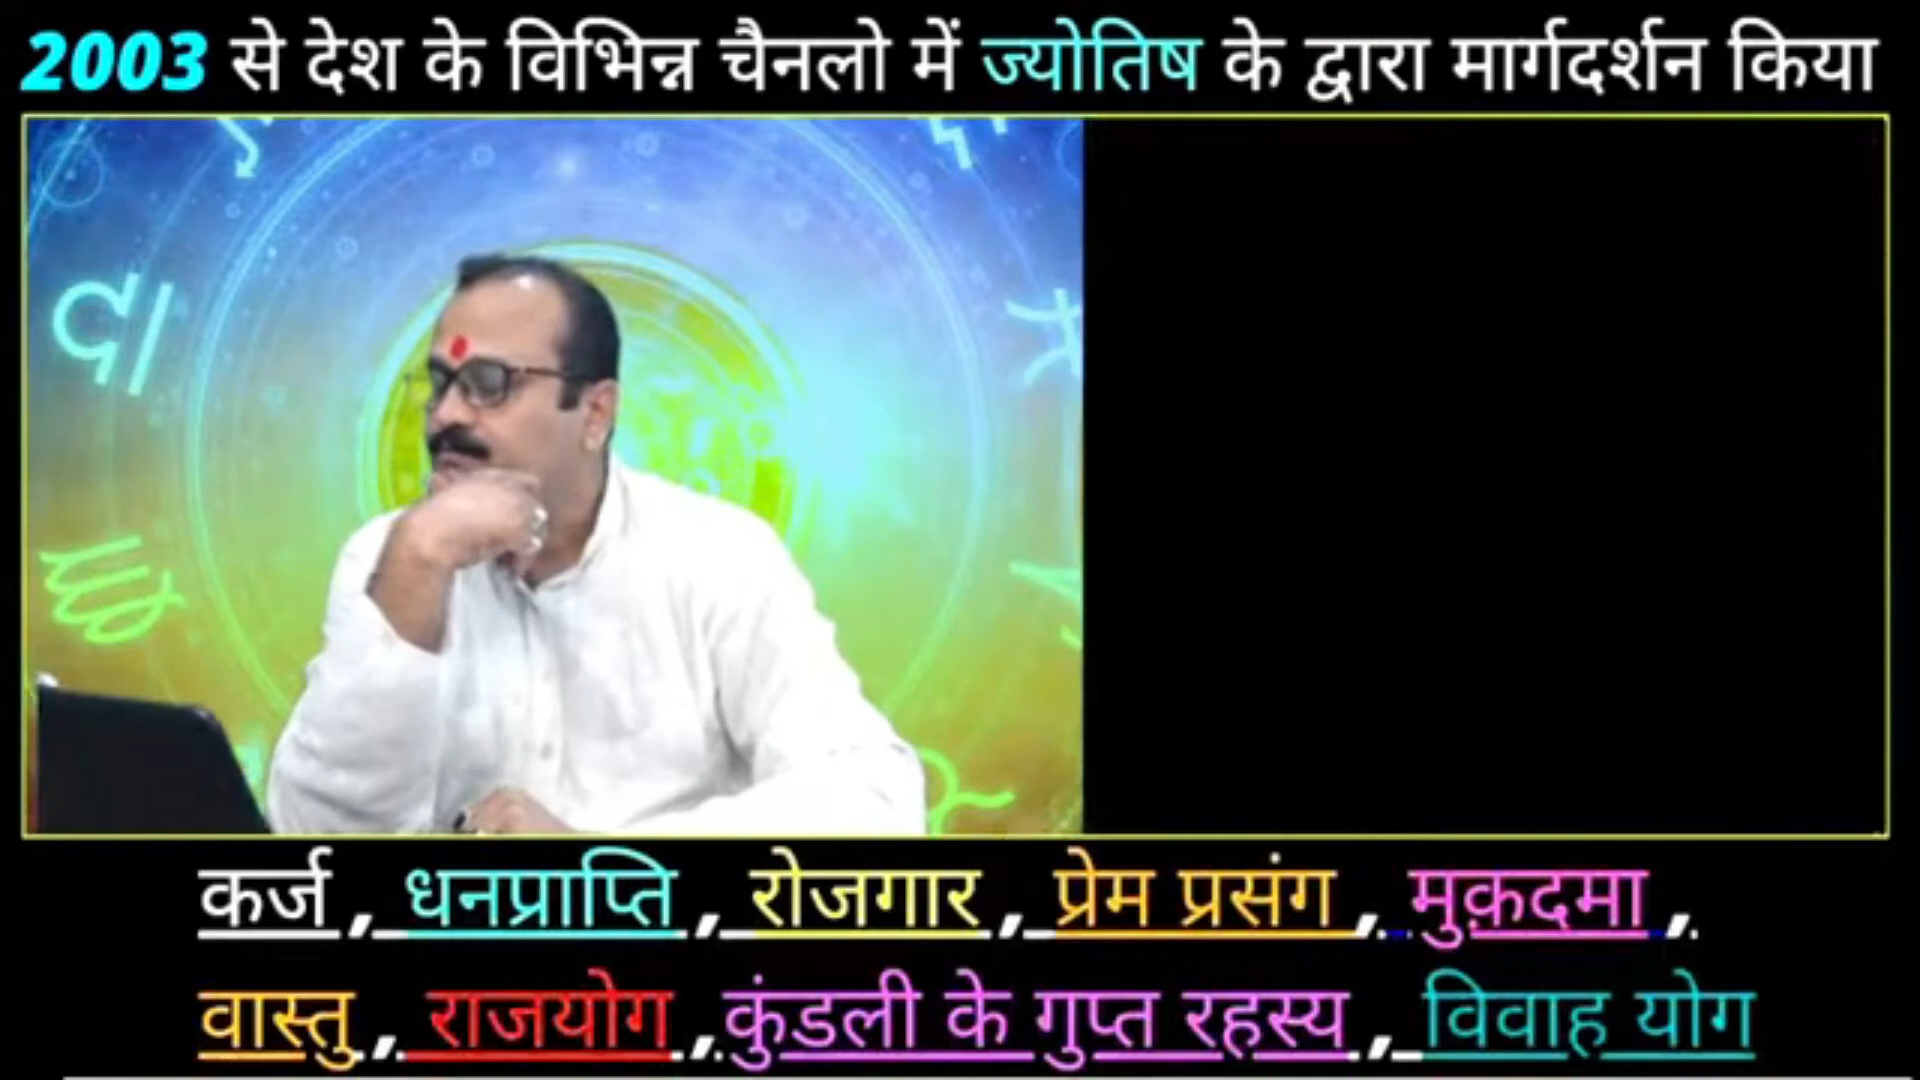 2003 से देश के विभिन्न चैनलो में ज्योतिष के द्वारा मार्गदर्शन किया
कर्ज , धनप्राप्ति , रोजगार , प्रेम प्रसंग , मुक़दमा ,
वास्तु , राजयोग , कुंडली के गुप्त रहस्य , विवाह योग